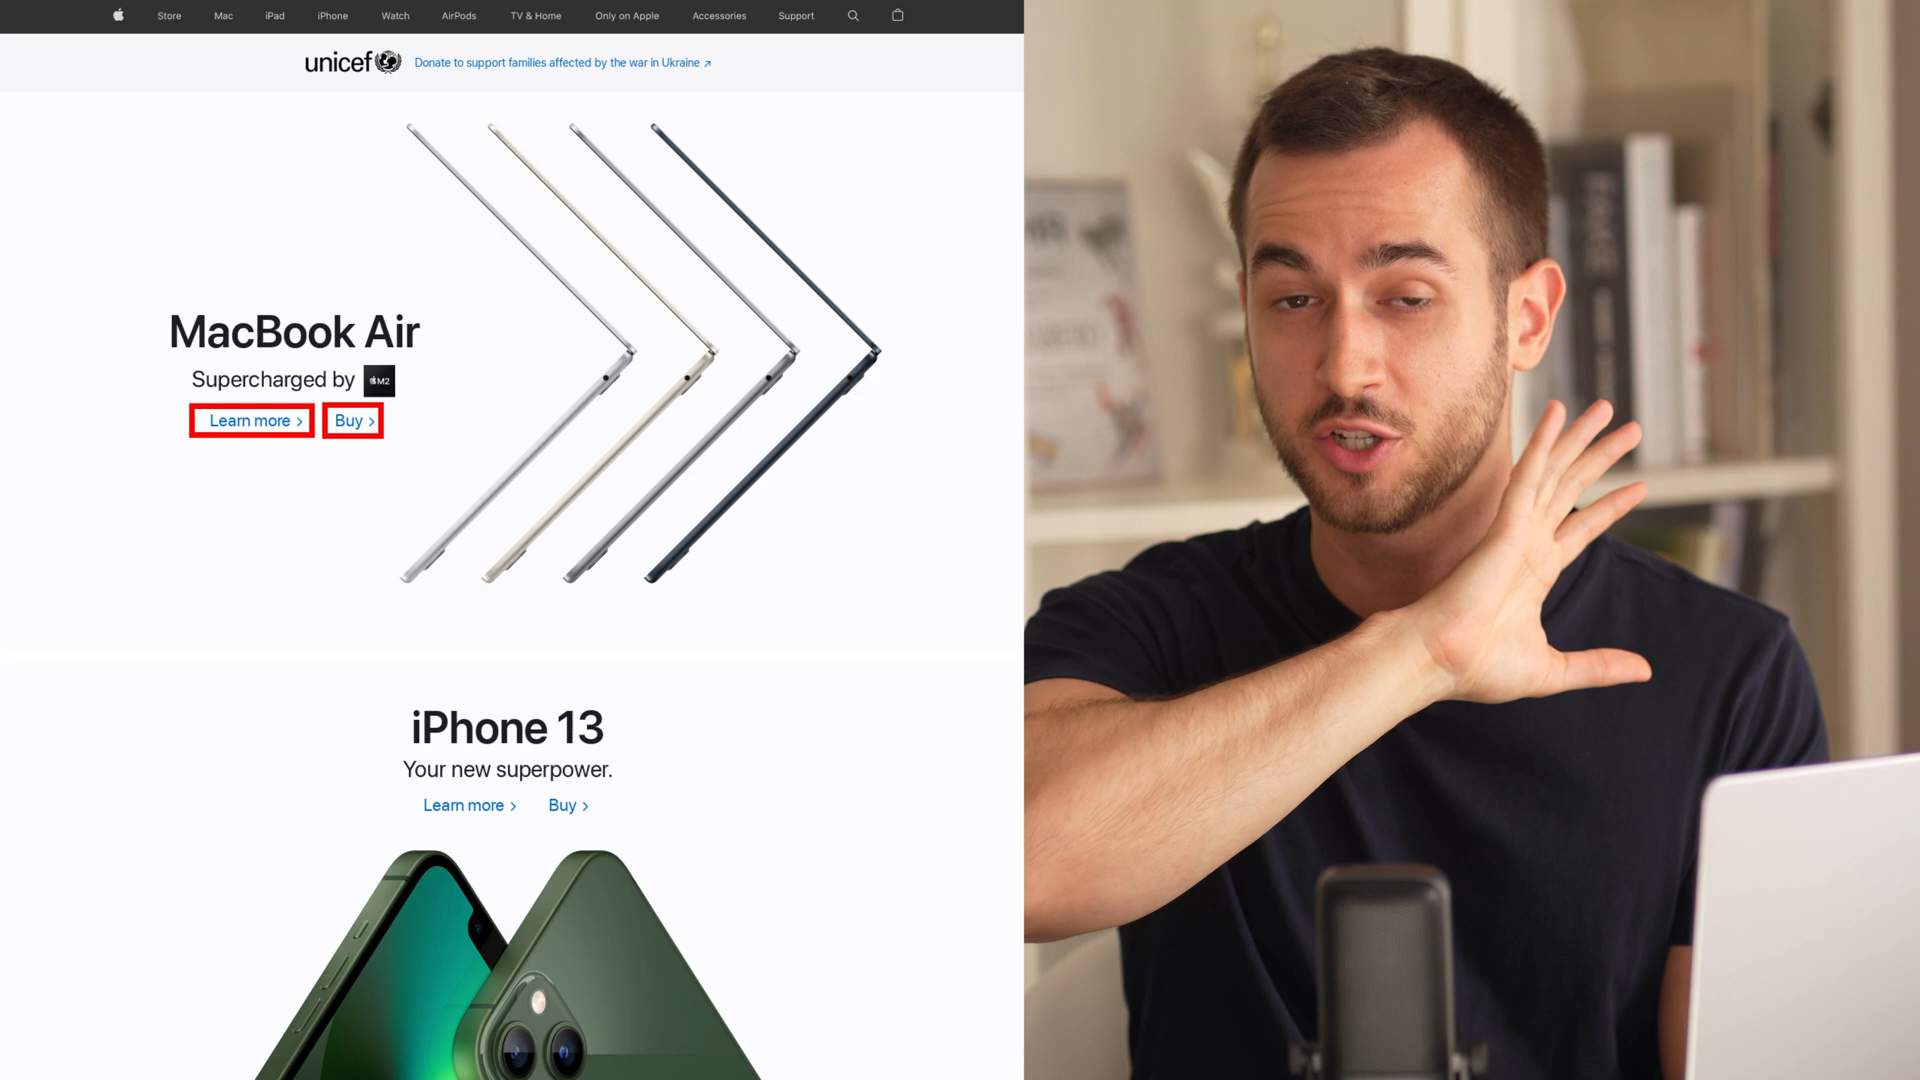 Store Mac iPad iPhone Watch AirPods TV & Home Only on Apple Accessories Support
unicef Donate to support families affected by the war in Ukraine ↗
MacBook Air
Supercharged by M2
Learn more > Buy >
iPhone 13
Your new superpower.
Learn more > Buy >